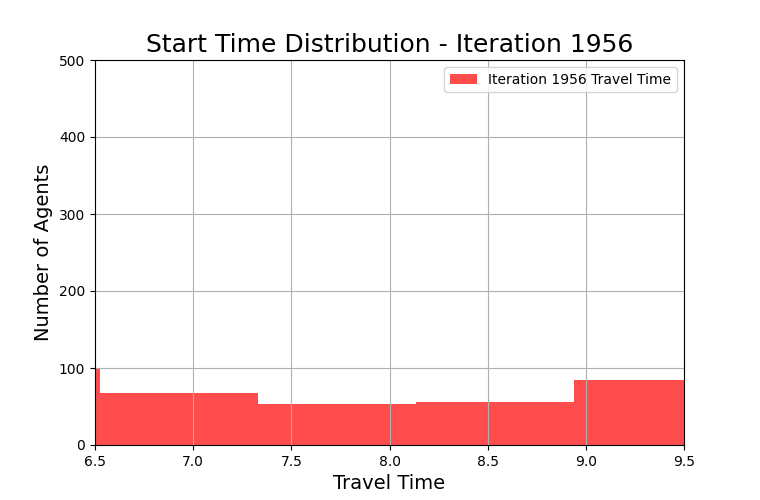 Start Time Distribution - Iteration 1956
Iteration 1956 Travel Time
Number of Agents
500
400
300
200
100
0
6.5 7.0 7.5 8.0 8.5 9.0 9.5
Travel Time